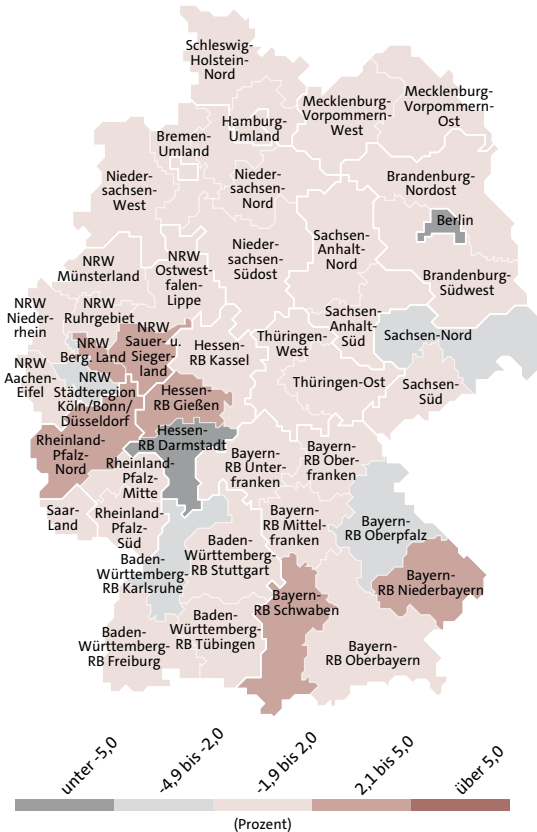 Schleswig-
Holstein-
Nord
Mecklenburg-
Vorpommern-
Ost
Mecklenburg-
Vorpommern-
West
Hamburg-
Umland
Bremen-
Umland
Nieder-
sachsen-
West
Nieder-
sachsen-
Nord
Brandenburg-
Nordost
Berlin
Nieder-
sachsen-
Südost
Sachsen-
Anhalt-
Nord
NRW
Münsterland
NRW
Ostwest-
falen-
Lippe
Brandenburg-
Südwest
NRW
Nieder-
rhein
NRW
Ruhrgebiet
NRW
Sauer- u.
Sieger-
land
NRW
Berg. Land
Hessen-
RB Kassel
Thüringen-
West
Sachsen-
Anhalt-
Süd
Sachsen-Nord
NRW
Aachen-
Eifel
NRW
Städteregion
Köln/Bonn/
Düsseldorf
Hessen-
RB Gießen
Thüringen-Ost
Sachsen-
Süd
Rheinland-
Pfalz-
Nord
Hessen-
RB Darmstadt
Rheinland-
Pfalz-
Mitte
Bayern-
RB Unter-
franken
Bayern-
RB Ober-
franken
Saar-
Land
Rheinland-
Pfalz-
Süd
Bayern-
RB Mittel-
franken
Bayern-
RB Oberpfalz
Baden-
Württemberg-
RB Stuttgart
Baden-
Württemberg-
RB Karlsruhe
Bayern-
RB Niederbayern
Bayern-
RB Schwaben
Baden-
Württemberg-
RB Tübingen
Baden-
Württemberg-
RB Freiburg
Bayern-
RB Oberbayern
unter -5,0
-4,9 bis -2,0
-1,9 bis 2,0
2,1 bis 5,0
über 5,0
(Prozent)